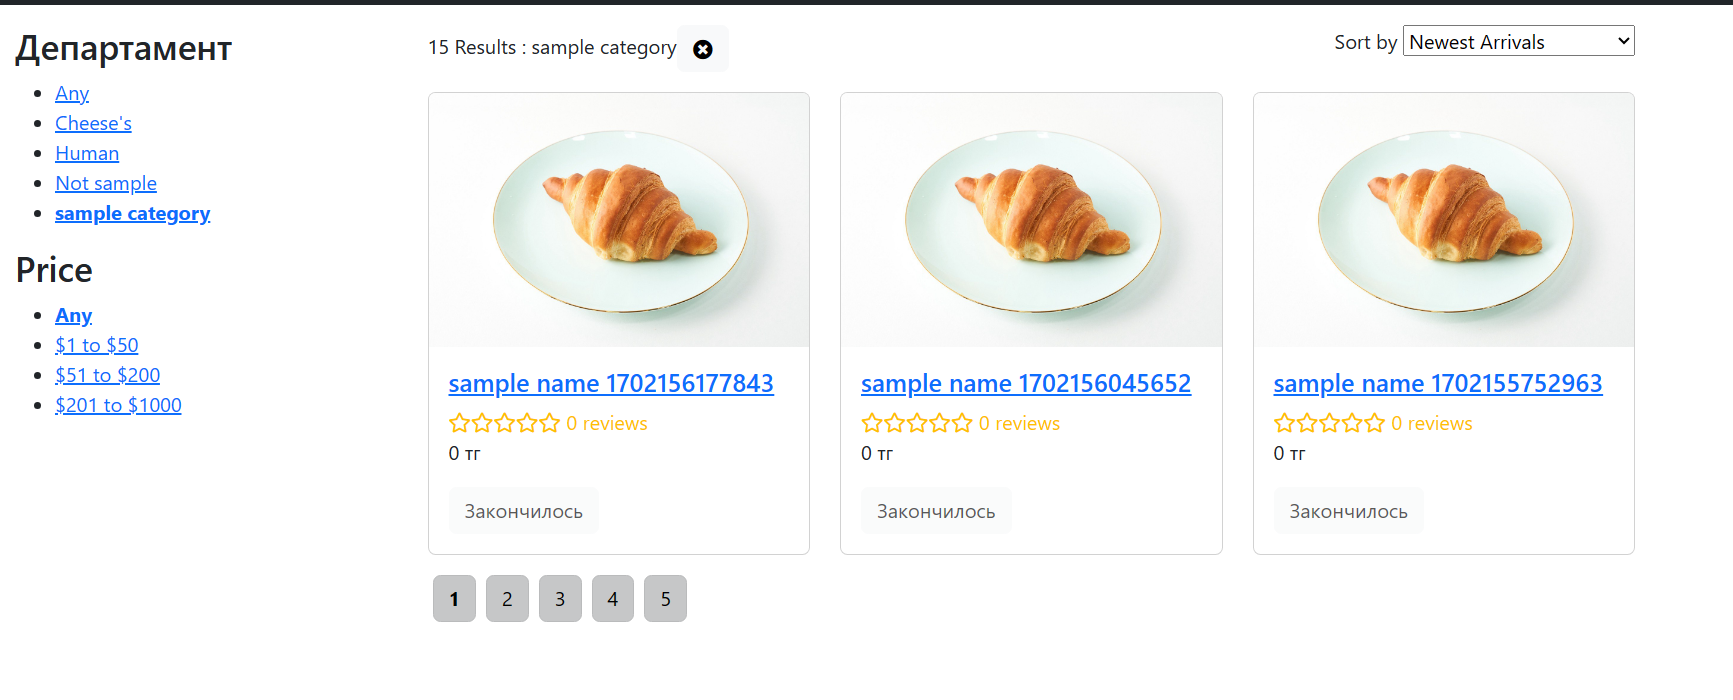 Департамент
Any
Cheese's
Human
Not sample
sample category
Price
Any
$1 to $50
$51 to $200
$201 to $1000
15 Results : sample category
Sort by Newest Arrivals
sample name 1702156177843
0 reviews
0 тг
Закончилось
sample name 1702156045652
0 reviews
0 тг
Закончилось
sample name 1702155752963
0 reviews
0 тг
Закончилось
1 2 3 4 5